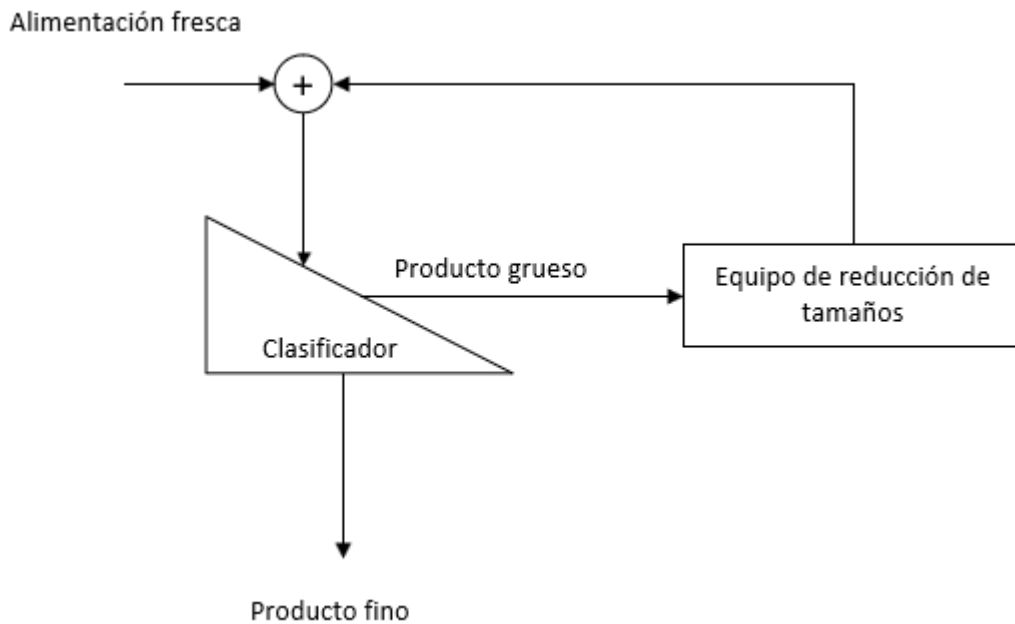 Alimentación fresca
+
Producto grueso
Equipo de reducción de
tamaños
Clasificador
Producto fino